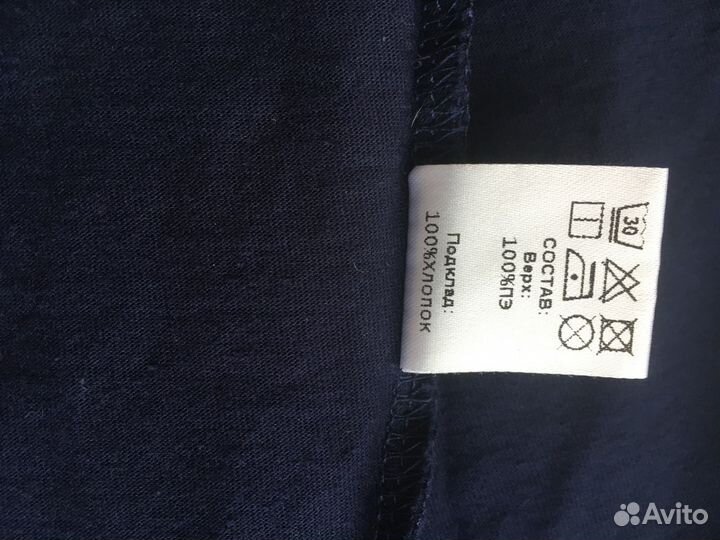 30
СОСТАВ:
Верх:
100%ПЭ
Подклад:
100%ХЛОПОК
Avito